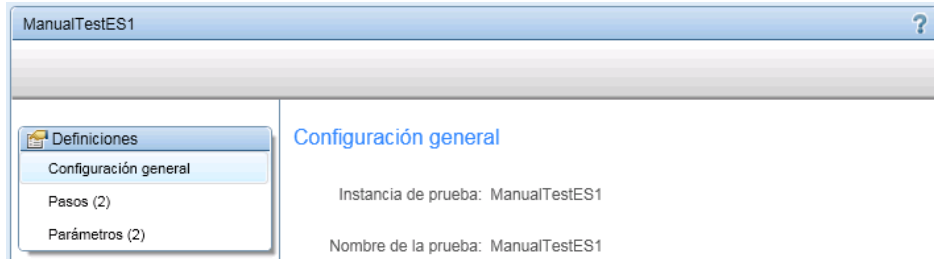 ManualTestES1
?
Definiciones
Configuración general
Pasos (2)
Parámetros (2)
Configuración general
Instancia de prueba: ManualTestES1
Nombre de la prueba: ManualTestES1